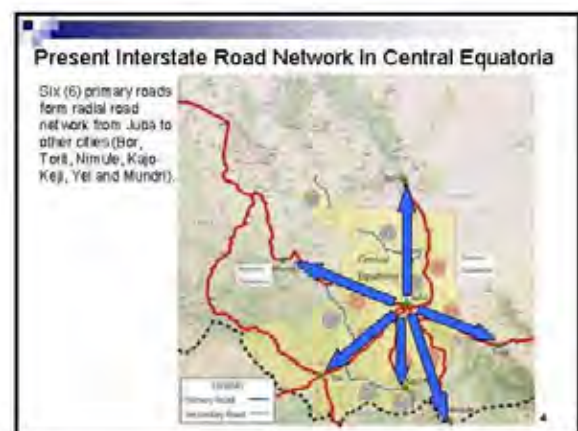 Present Interstate Road Network in Central Equatoria
Six (6) primary roads
form radial road
network from Juba to
other cities (Bor,
Torit, Nimule, Kajo
Keji, Yei and Mundri).
Central
Equatoria
LEGEND
Primary Road
Secondary Road
4